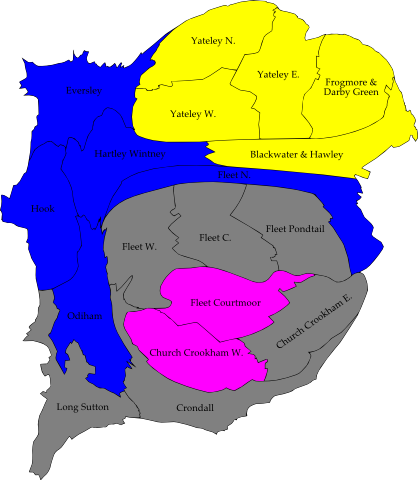 Yateley N.
Yateley E.
Frogmore &
Darby Green
Eversley
Yateley W.
Hartley Wintney
Blackwater & Hawley
Fleet N.
Hook
Fleet W.
Fleet C.
Fleet Pondtail
Fleet Courtmoor
Odiham
Church Crookham E.
Church Crookham W.
Long Sutton
Crondall